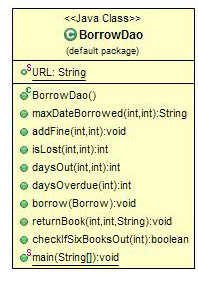 <<Java Class>>
C BorrowDao
(default package)
S URL: String
C BorrowDao()
maxDateBorrowed(int,int):String
addFine(int,int):void
isLost(int,int):int
daysOut(int,int):int
daysOverdue(int):int
borrow(Borrow):void
returnBook(int,int,String):void
checkIfSixBooksOut(int):boolean
S main(String[]):void